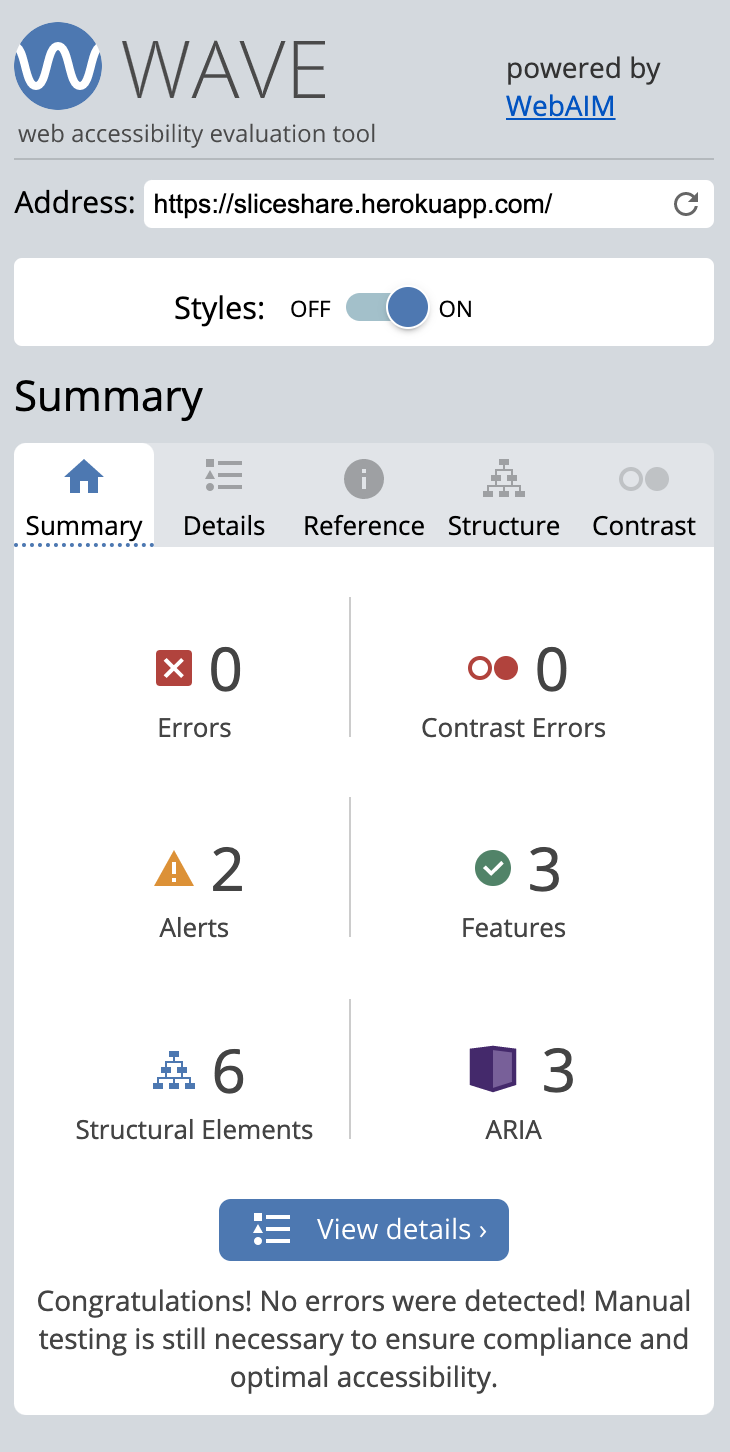 WAVE
web accessibility evaluation tool
powered by
WebAIM
Address: https://sliceshare.herokuapp.com/
Styles: OFF ON
Summary
Summary Details Reference Structure Contrast
0 0
Errors Contrast Errors
2 3
Alerts Features
6 3
Structural Elements ARIA
View details ›
Congratulations! No errors were detected! Manual
testing is still necessary to ensure compliance and
optimal accessibility.